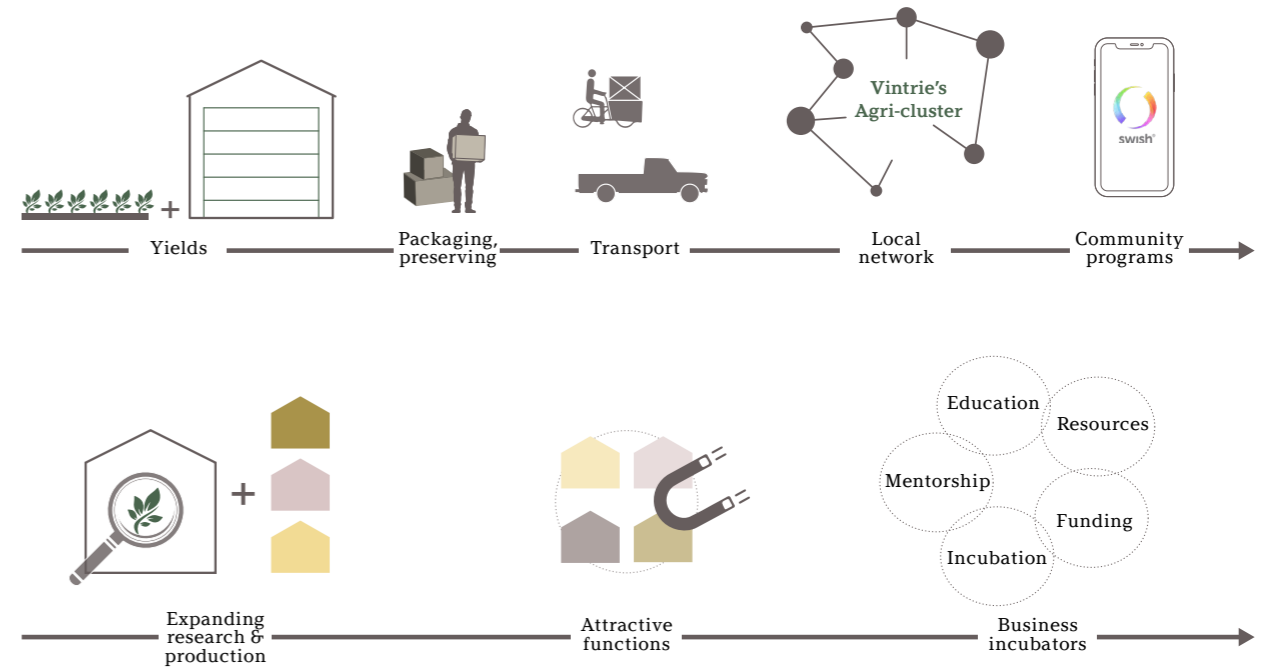 Vintrie's
Agri-cluster
swish®
Yields
Packaging,
preserving
Transport
Local
network
Community
programs
Education
Resources
Mentorship
Funding
Incubation
Expanding
research &
production
Attractive
functions
Business
incubators